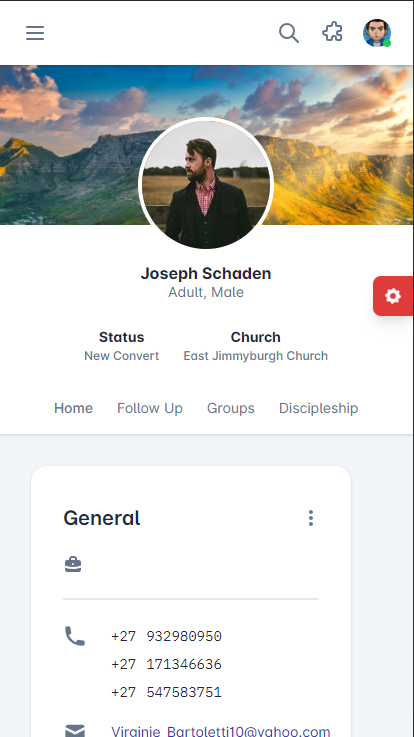 Joseph Schaden
Adult, Male
Status
Church
New Convert
East Jimmyburgh Church
Home
Follow Up
Groups
Discipleship
General
+27 932980950
+27 171346636
+27 547583751
Virginie_Bartoletti10@yahoo.com